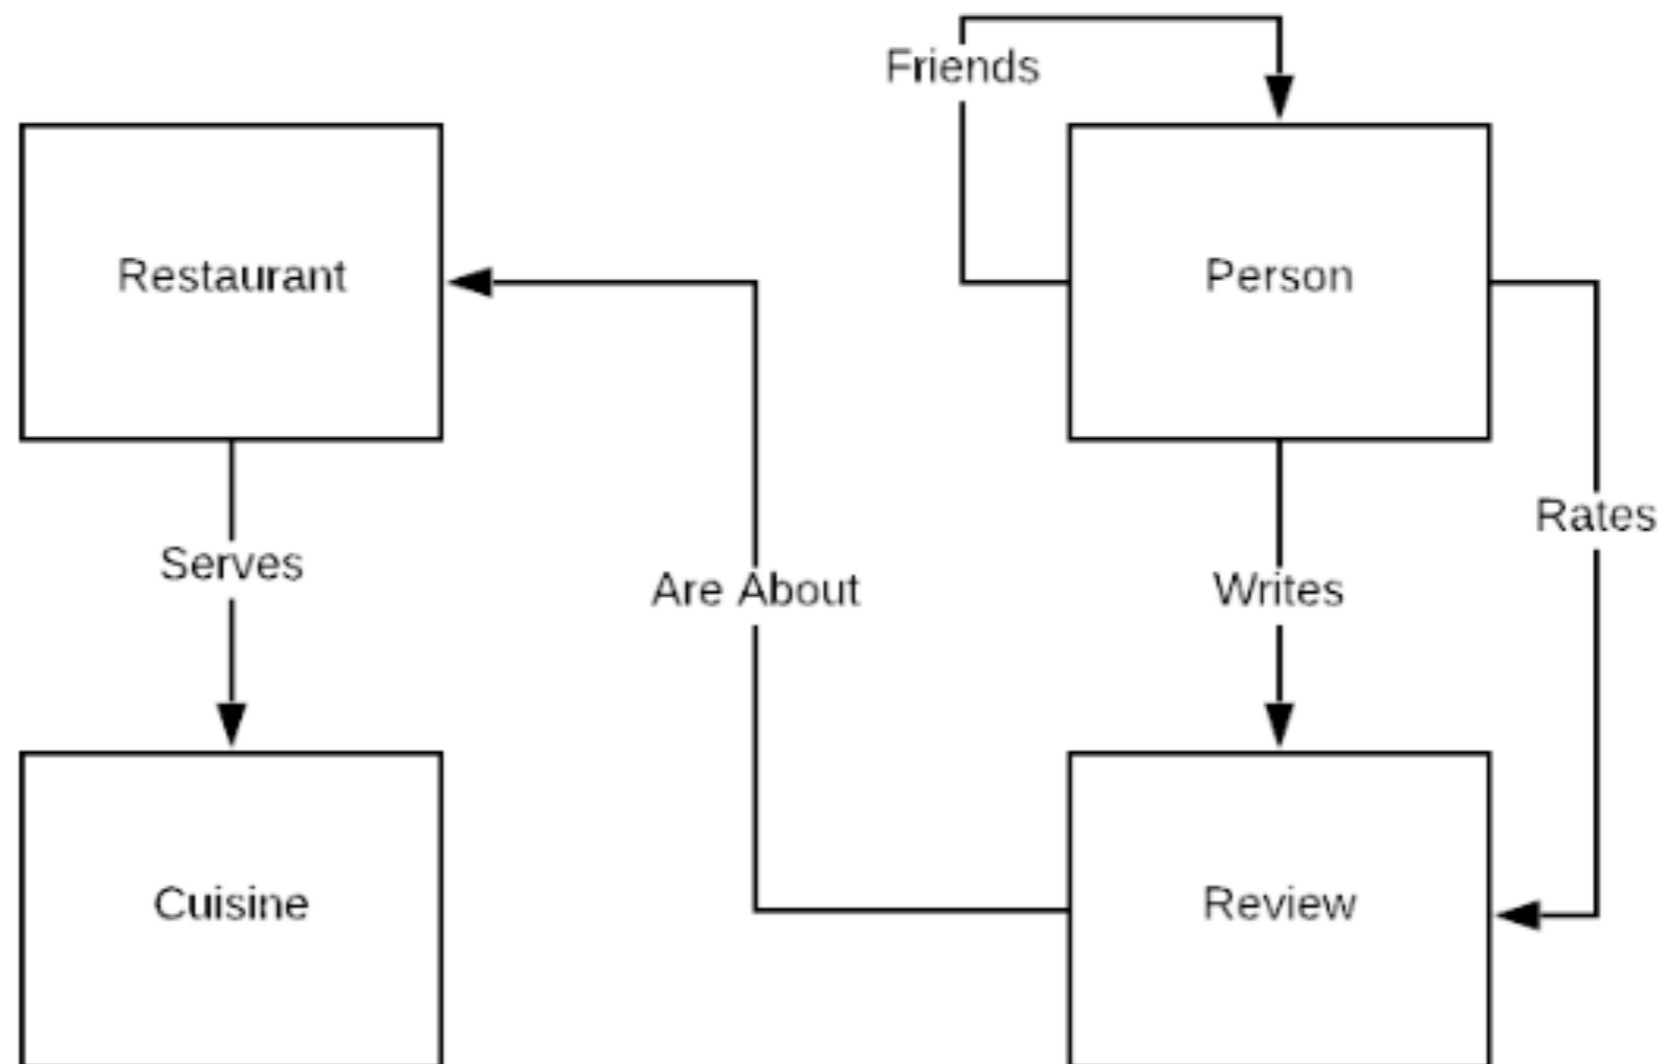 Friends
Restaurant
Person
Rates
Serves
Are About
Writes
Cuisine
Review